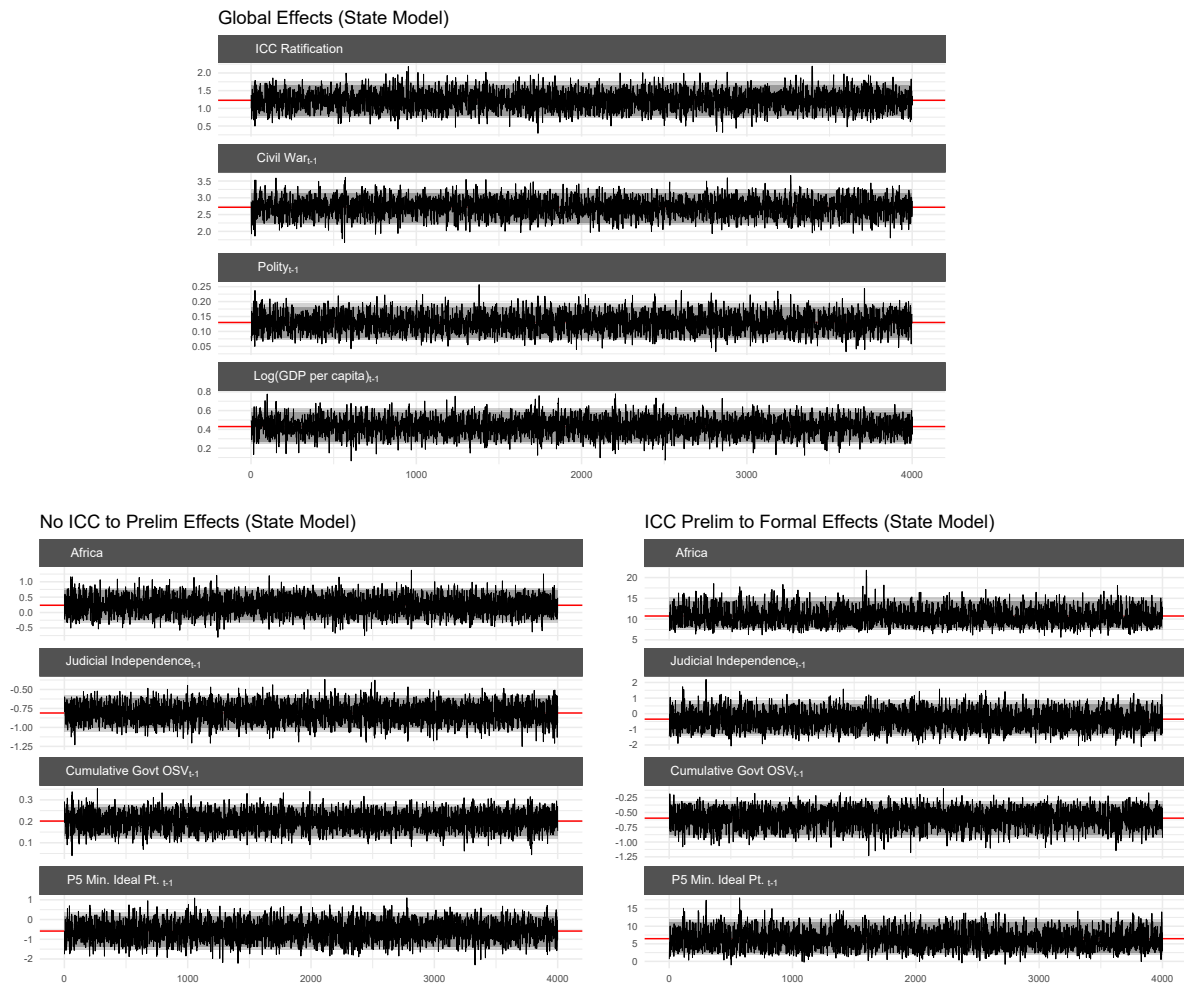 Global Effects (State Model)
ICC Ratification
2.0
1.5
1.0
0.5
Civil Wart-1
3.5
3.0
2.5
2.0
Polityt-1
0.25
0.20
0.15
0.10
0.05
Log(GDP per capita)t-1
0.8
0.6
0.4
0.2
0 1000 2000 3000 4000
No ICC to Prelim Effects (State Model)
Africa
1.0
0.5
0.0
-0.5
Judicial Independencet-1
-0.50
-0.75
-1.00
-1.25
Cumulative Govt OSVt-1
0.3
0.2
0.1
P5 Min. Ideal Pt. t-1
1
0
-1
-2
0 1000 2000 3000 4000
ICC Prelim to Formal Effects (State Model)
Africa
20
15
10
5
Judicial Independencet-1
2
1
0
-1
-2
Cumulative Govt OSVt-1
-0.25
-0.50
-0.75
-1.00
-1.25
P5 Min. Ideal Pt. t-1
15
10
5
0
0 1000 2000 3000 4000